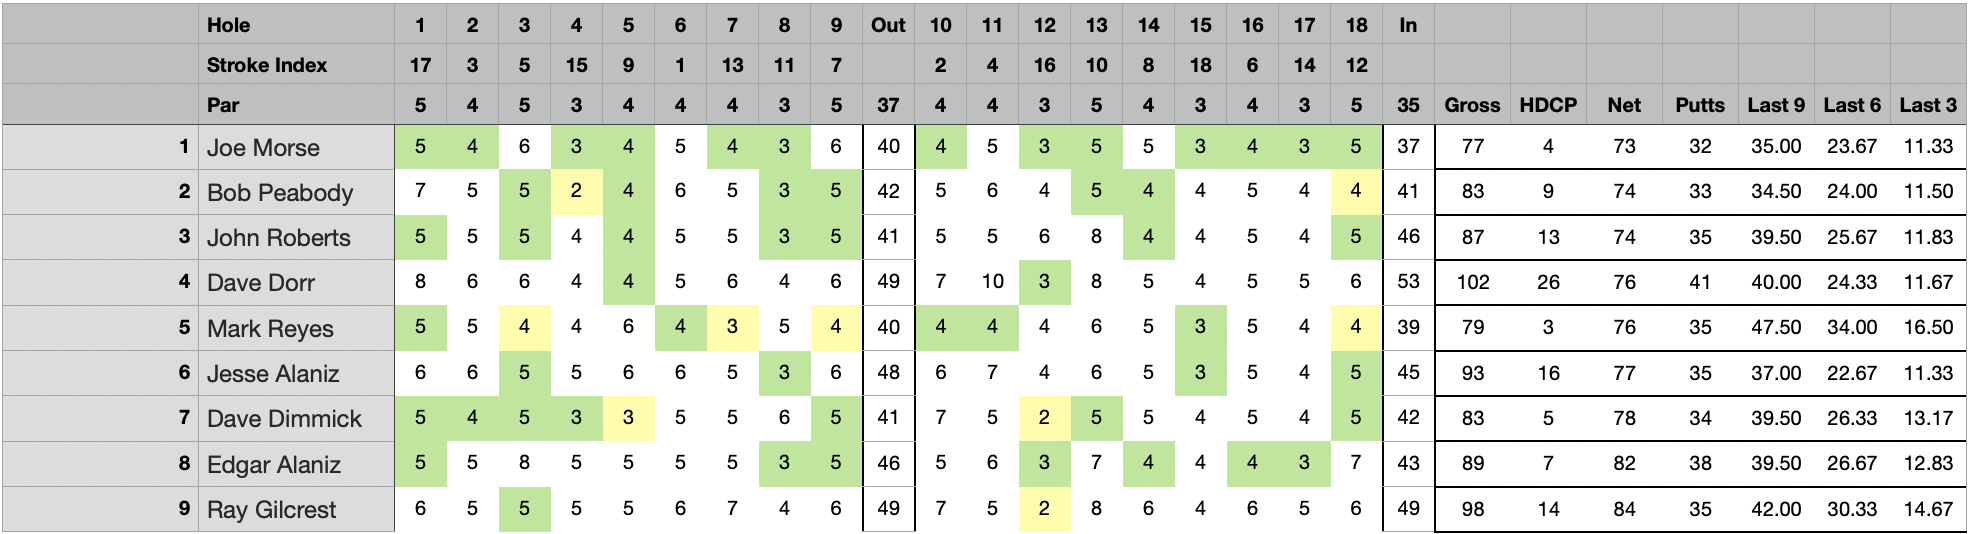 Hole 1 2 3 4 5 6 7 8 9 Out 10 11 12 13 14 15 16 17 18 In
Stroke Index 17 3 5 15 9 1 13 11 7 2 4 16 10 8 18 6 14 12
Par 5 4 5 3 4 4 4 3 5 37 4 4 3 5 4 3 4 3 5 35 Gross HDCP Net Putts Last 9 Last 6 Last 3
1 Joe Morse 5 4 6 3 4 5 4 3 6 40 4 5 3 5 5 3 4 3 5 37 77 4 73 32 35.00 23.67 11.33
2 Bob Peabody 7 5 5 2 4 6 5 3 5 42 5 6 4 5 4 4 5 4 4 41 83 9 74 33 34.50 24.00 11.50
3 John Roberts 5 5 5 4 4 5 5 3 5 41 5 5 6 8 4 4 5 4 5 46 87 13 74 35 39.50 25.67 11.83
4 Dave Dorr 8 6 6 4 4 5 6 4 6 49 7 10 3 8 5 4 5 5 6 53 102 26 76 41 40.00 24.33 11.67
5 Mark Reyes 5 5 4 4 6 4 3 5 4 40 4 4 4 6 5 3 5 4 4 39 79 3 76 35 47.50 34.00 16.50
6 Jesse Alaniz 6 6 5 5 6 6 5 3 6 48 6 7 4 6 5 3 5 4 5 45 93 16 77 35 37.00 22.67 11.33
7 Dave Dimmick 5 4 5 3 3 5 5 6 5 41 7 5 2 5 5 4 5 4 5 42 83 5 78 34 39.50 26.33 13.17
8 Edgar Alaniz 5 5 8 5 5 5 5 3 5 46 5 6 3 7 4 4 4 3 7 43 89 7 82 38 39.50 26.67 12.83
9 Ray Gilcrest 6 5 5 5 5 6 7 4 6 49 7 5 2 8 6 4 6 5 6 49 98 14 84 35 42.00 30.33 14.67